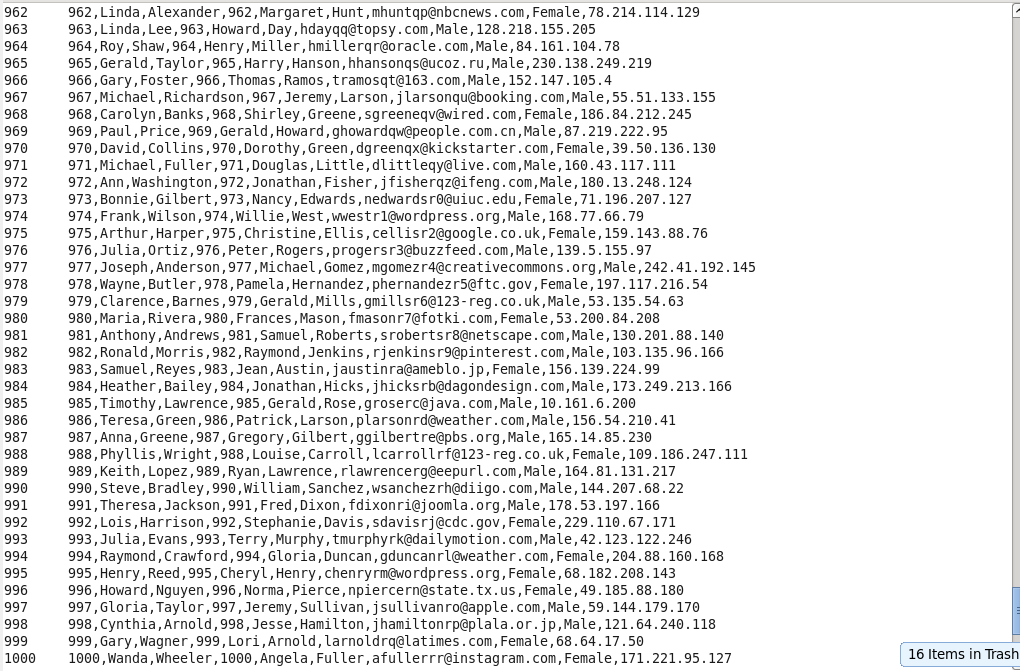 962 962,Linda,Alexander,962,Margaret,Hunt,mhuntqp@nbcnews.com,Female,78.214.114.129
963 963,Linda,Lee,963,Howard,Day,hdayqq@topsy.com,Male,128.218.155.205
964 964,Roy,Shaw,964,Henry,Miller,hmillerqr@oracle.com,Male,84.161.104.78
965 965,Gerald,Taylor,965,Harry,Hanson,hhansonqs@ucoz.ru,Male,230.138.249.219
966 966,Gary,Foster,966,Thomas,Ramos,tramosqt@163.com,Male,152.147.105.4
967 967,Michael,Richardson,967,Jeremy,Larson,jlarsonqu@booking.com,Male,55.51.133.155
968 968,Carolyn,Banks,968,Shirley,Greene,sgreeneqv@wired.com,Female,186.84.212.245
969 969,Paul,Price,969,Gerald,Howard,ghowardqw@people.com.cn,Male,87.219.222.95
970 970,David,Collins,970,Dorothy,Green,dgreenqx@kickstarter.com,Female,39.50.136.130
971 971,Michael,Fuller,971,Douglas,Little,dlittleqy@live.com,Male,160.43.117.111
972 972,Ann,Washington,972,Jonathan,Fisher,jfisherqz@ifeng.com,Male,180.13.248.124
973 973,Bonnie,Gilbert,973,Nancy,Edwards,nedwardsr0@uiuc.edu,Female,71.196.207.127
974 974,Frank,Wilson,974,Willie,West,wwestr1@wordpress.org,Male,168.77.66.79
975 975,Arthur,Harper,975,Christine,Ellis,cellisr2@google.co.uk,Female,159.143.88.76
976 976,Julia,Ortiz,976,Peter,Rogers,progersr3@buzzfeed.com,Male,139.5.155.97
977 977,Joseph,Anderson,977,Michael,Gomez,mgomezr4@creativecommons.org,Male,242.41.192.145
978 978,Wayne,Butler,978,Pamela,Hernandez,phernandezr5@ftc.gov,Female,197.117.216.54
979 979,Clarence,Barnes,979,Gerald,Mills,gmillsr6@123-reg.co.uk,Male,53.135.54.63
980 980,Maria,Rivera,980,Frances,Mason,fmasonr7@fotki.com,Female,53.200.84.208
981 981,Anthony,Andrews,981,Samuel,Roberts,srobertsr8@netscape.com,Male,130.201.88.140
982 982,Ronald,Morris,982,Raymond,Jenkins,rjenkinsr9@pinterest.com,Male,103.135.96.166
983 983,Samuel,Reyes,983,Jean,Austin,jaustinra@ameblo.jp,Female,156.139.224.99
984 984,Heather,Bailey,984,Jonathan,Hicks,jhicksrb@dagondesign.com,Male,173.249.213.166
985 985,Timothy,Lawrence,985,Gerald,Rose,groserc@java.com,Male,10.161.6.200
986 986,Teresa,Green,986,Patrick,Larson,plarsonrd@weather.com,Male,156.54.210.41
987 987,Anna,Greene,987,Gregory,Gilbert,ggilbertre@pbs.org,Male,165.14.85.230
988 988,Phyllis,Wright,988,Louise,Carroll,lcarrollrf@123-reg.co.uk,Female,109.186.247.111
989 989,Keith,Lopez,989,Ryan,Lawrence,rlawrencerg@eepurl.com,Male,164.81.131.217
990 990,Steve,Bradley,990,William,Sanchez,wsanchezrh@diigo.com,Male,144.207.68.22
991 991,Theresa,Jackson,991,Fred,Dixon,fdixonri@joomla.org,Male,178.53.197.166
992 992,Lois,Harrison,992,Stephanie,Davis,sdavisrj@cdc.gov,Female,229.110.67.171
993 993,Julia,Evans,993,Terry,Murphy,tmurphyrk@dailymotion.com,Male,42.123.122.246
994 994,Raymond,Crawford,994,Gloria,Duncan,gduncanrl@weather.com,Female,204.88.160.168
995 995,Henry,Reed,995,Cheryl,Henry,chenryrm@wordpress.org,Female,68.182.208.143
996 996,Howard,Nguyen,996,Norma,Pierce,npiercern@state.tx.us,Female,49.185.88.180
997 997,Gloria,Taylor,997,Jeremy,Sullivan,jsullivanro@apple.com,Male,59.144.179.170
998 998,Cynthia,Arnold,998,Jesse,Hamilton,jhamiltonrp@plala.or.jp,Male,121.64.240.118
999 999,Gary,Wagner,999,Lori,Arnold,larnoldrq@latimes.com,Female,68.64.17.50
1000 1000,Wanda,Wheeler,1000,Angela,Fuller,afullerrr@instagram.com,Female,171.221.95.127
16 Items in Trash